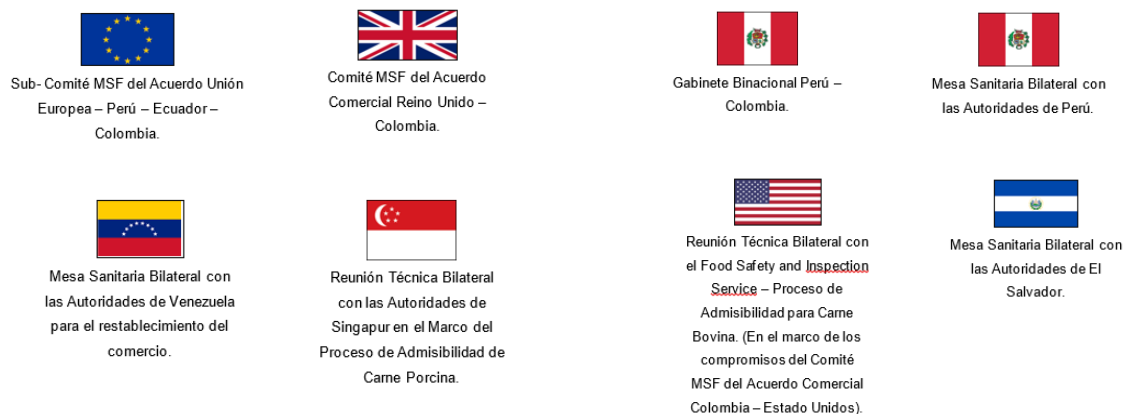 Sub- Comité MSF del Acuerdo Unión
Europea – Perú – Ecuador –
Colombia.
Comité MSF del Acuerdo
Comercial Reino Unido –
Colombia.
Gabinete Binacional Perú –
Colombia.
Mesa Sanitaria Bilateral con
las Autoridades de Perú.
Mesa Sanitaria Bilateral con
las Autoridades de Venezuela
para el restablecimiento del
comercio.
Reunión Técnica Bilateral
con las Autoridades de
Singapur en el Marco del
Proceso de Admisibilidad de
Carne Porcina.
Reunión Técnica Bilateral con
el Food Safety and Inspection
Service – Proceso de
Admisibilidad para Carne
Bovina. (En el marco de los
compromisos del Comité
MSF del Acuerdo Comercial
Colombia – Estado Unidos).
Mesa Sanitaria Bilateral con
las Autoridades de El
Salvador.